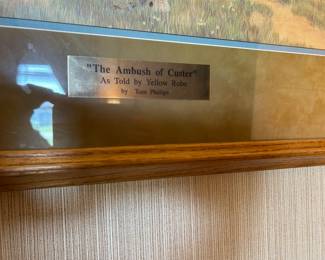 "The Ambush of Custer"
As Told by Yellow Robe
by Tom Phillips